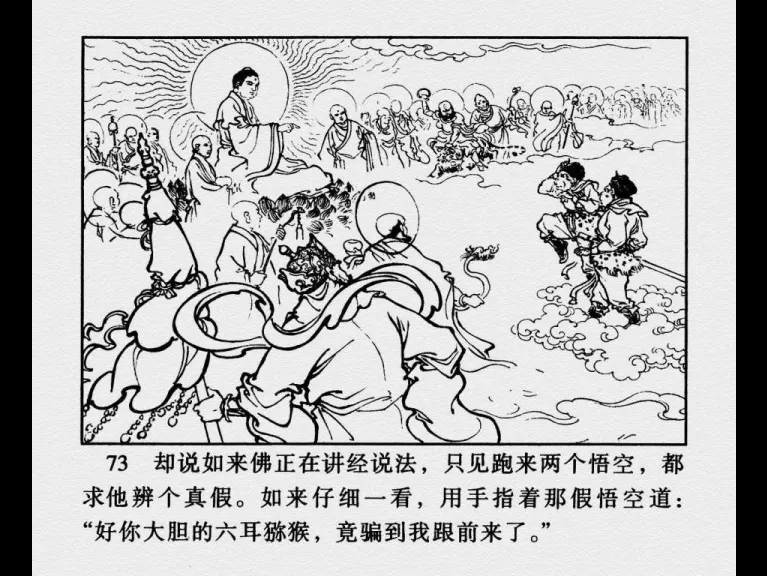 73 却说如来佛正在讲经说法，只见跑来两个悟空，都
求他辨个真假。如来仔细一看，用手指着那假悟空道：
“好你大胆的六耳猕猴，竟骗到我跟前来了。”